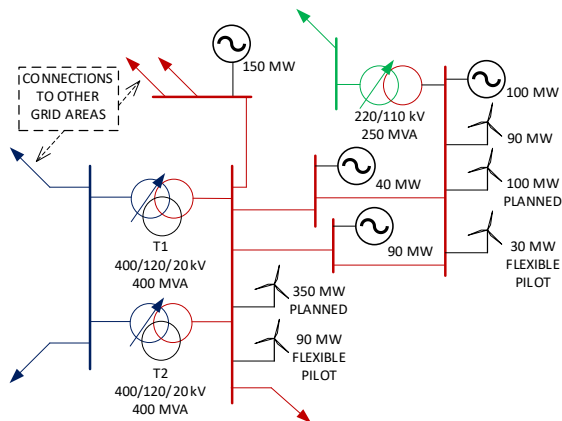 150 MW
CONNECTIONS
TO OTHER
GRID AREAS
220/110 kV
250 MVA
100 MW
90 MW
100 MW
PLANNED
30 MW
FLEXIBLE
PILOT
40 MW
90 MW
T1
400/120/20 kV
400 MVA
350 MW
PLANNED
90 MW
FLEXIBLE
PILOT
T2
400/120/20 kV
400 MVA